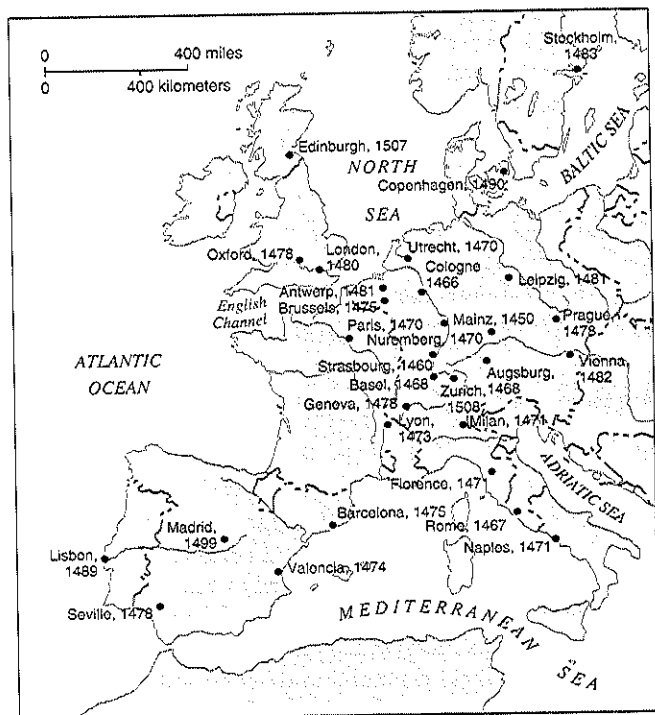 0 400 miles
0 400 kilometers
Stockholm,
1483
Edinburgh, 1507
NORTH
SEA
Copenhagen, 1490
BALTIC SEA
Oxford, 1478
London,
1480
Utrecht, 1470
Cologne
1466
Leipzig, 1481
Antwerp, 1481
Brussels, 1475
English
Channel
Paris, 1470
Mainz, 1450
Prague,
1478
Nuremberg,
1470
Strasbourg, 1460
Basel, 1468
Augsburg,
1468
Vienna,
1482
ATLANTIC
OCEAN
Geneva, 1478
Zurich,
1508
Lyon,
1473
Milan, 1471
Florence, 1471
ADRIATIC SEA
Barcelona, 1475
Rome, 1467
Madrid,
1499
Naples, 1471
Lisbon,
1489
Valencia, 1474
Seville, 1478
MEDITERRANEAN
SEA